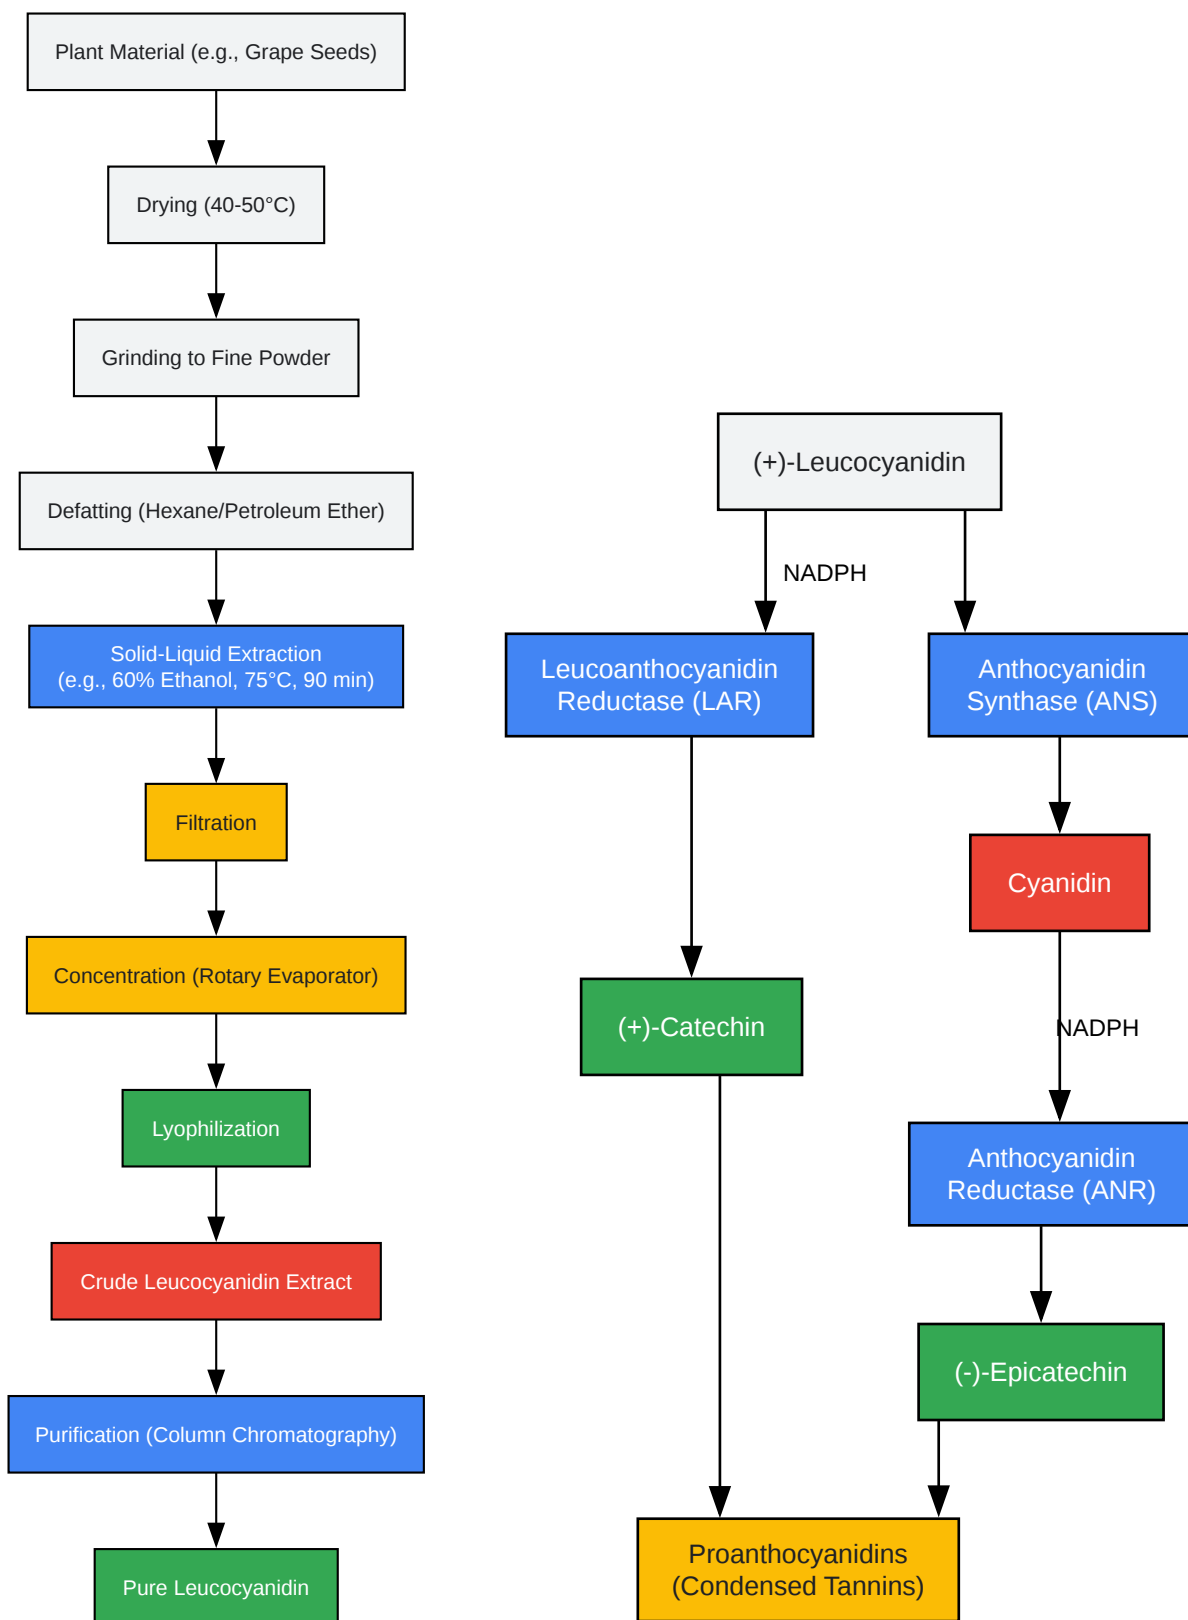 Plant Material (e.g., Grape Seeds)
Drying (40-50°C)
Grinding to Fine Powder
Defatting (Hexane/Petroleum Ether)
Solid-Liquid Extraction
(e.g., 60% Ethanol, 75°C, 90 min)
Filtration
Concentration (Rotary Evaporator)
Lyophilization
Crude Leucocyanidin Extract
Purification (Column Chromatography)
Pure Leucocyanidin
(+)-Leucocyanidin
NADPH
Leucoanthocyanidin
Reductase (LAR)
Anthocyanidin
Synthase (ANS)
Cyanidin
(+)-Catechin
NADPH
Anthocyanidin
Reductase (ANR)
(-)-Epicatechin
Proanthocyanidins
(Condensed Tannins)